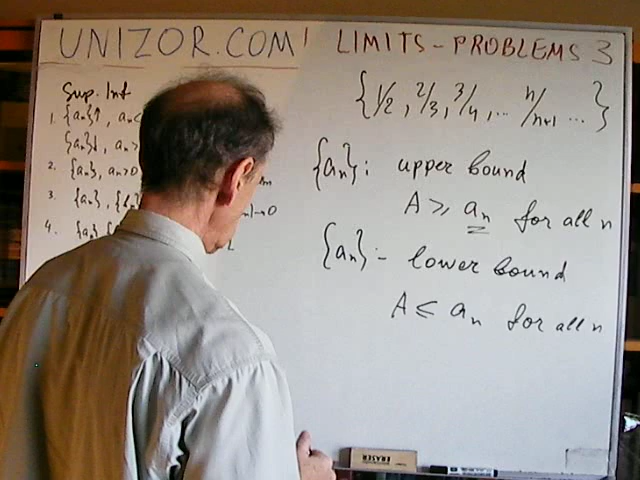 UNIZOR.COM! LIMITS - PROBLEMS 3
Sup. Inf
1. {an}↑, an<
{an}↓, an>
2. {an}, an>0
3. {an}, {
4. {an}
{1/2, 2/3, 3/4, ... n/n+1 ...}
{an}: upper bound
A ≥ an for all n
{an} - lower bound
A ≤ an for all n
ERASER